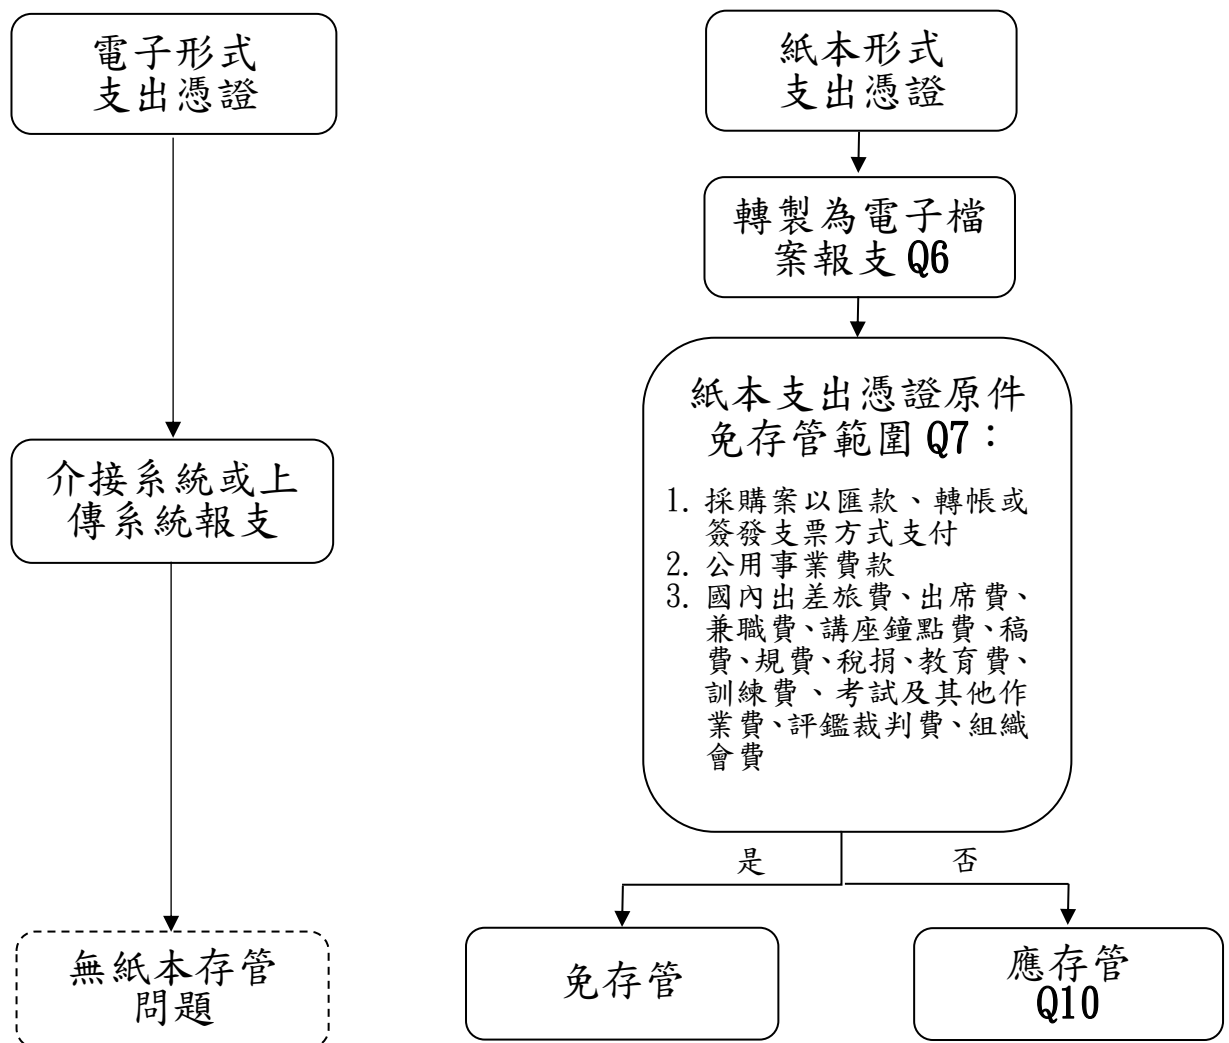 電子形式
支出憑證
紙本形式
支出憑證
轉製為電子檔
案報支 Q6
紙本支出憑證原件
免存管範圍 Q7：
1. 採購案以匯款、轉帳或
簽發支票方式支付
2. 公用事業費款
3. 國內出差旅費、出席費、
兼職費、講座鐘點費、稿
費、規費、稅捐、教育費、
訓練費、考試及其他作
業費、評鑑裁判費、組織
會費
介接系統或上
傳系統報支
是
否
無紙本存管
問題
免存管
應存管
Q10